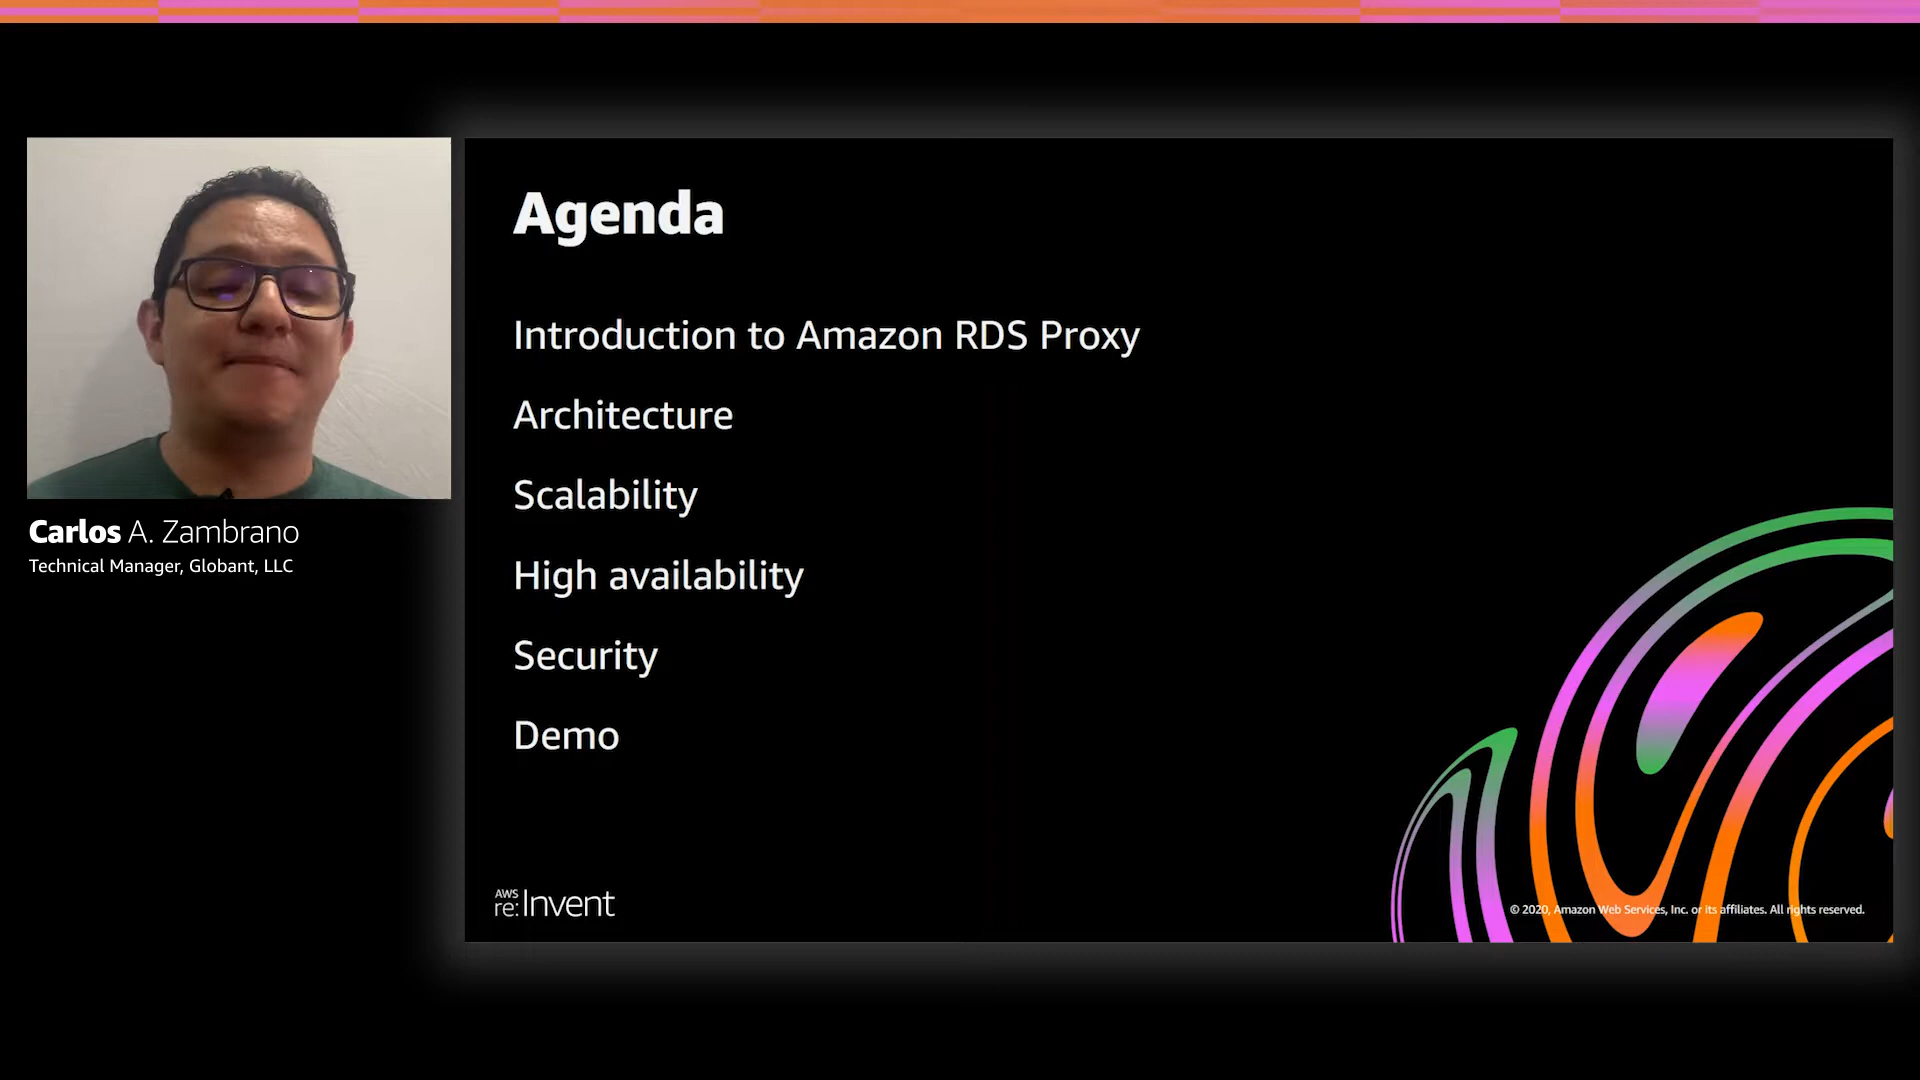 Agenda
Introduction to Amazon RDS Proxy
Architecture
Scalability
High availability
Security
Demo
Carlos A. Zambrano
Technical Manager, Globant, LLC
AWS
re:Invent
© 2020, Amazon Web Services, Inc. or its affiliates. All rights reserved.